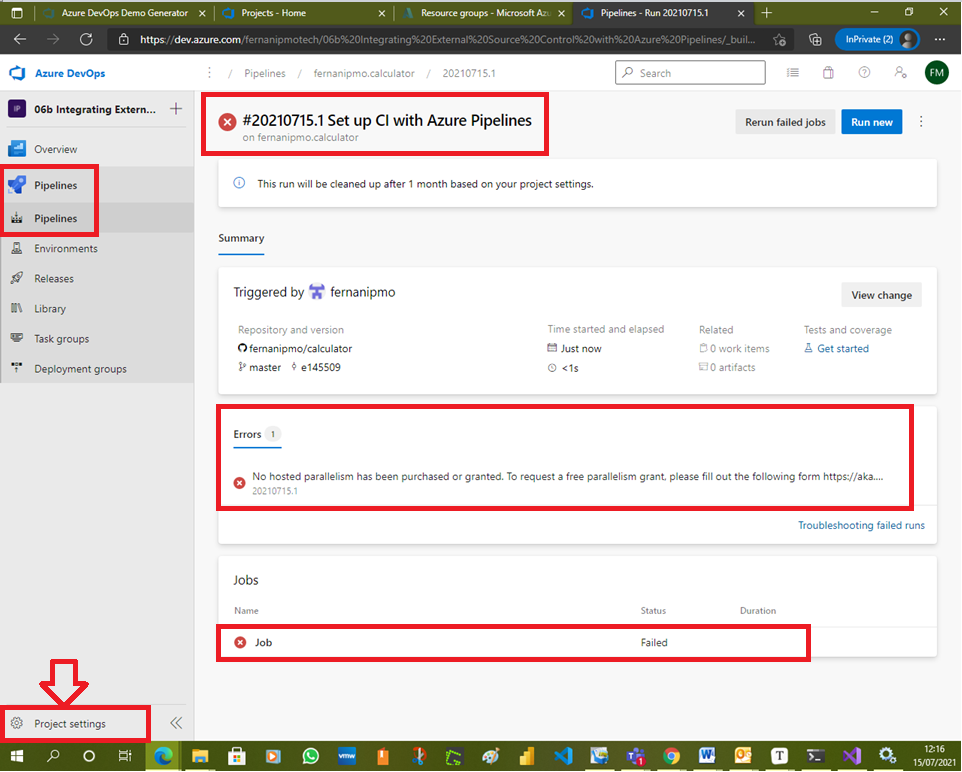 Azure DevOps Demo Generator
Projects - Home
Resource groups - Microsoft Azu
Pipelines - Run 20210715.1
https://dev.azure.com/fernanipmotech/06b%20Integrating%20External%20Source%20Control%20with%20Azure%20Pipelines/_buil...
InPrivate (2)
Azure DevOps
/ Pipelines / fernanipmo.calculator / 20210715.1
Search
FM
IP
06b Integrating Extern...
Overview
Pipelines
Pipelines
Environments
Releases
Library
Task groups
Deployment groups
Project settings
#20210715.1 Set up CI with Azure Pipelines
on fernanipmo.calculator
Rerun failed jobs
Run new
This run will be cleaned up after 1 month based on your project settings.
Summary
Triggered by fernanipmo
View change
Repository and version
fernanipmo/calculator
master e145509
Time started and elapsed
Just now
<1s
Related
0 work items
0 artifacts
Tests and coverage
Get started
Errors 1
No hosted parallelism has been purchased or granted. To request a free parallelism grant, please fill out the following form https://aka....
20210715.1
Troubleshooting failed runs
Jobs
Name Status Duration
Job Failed
12:16
15/07/2021